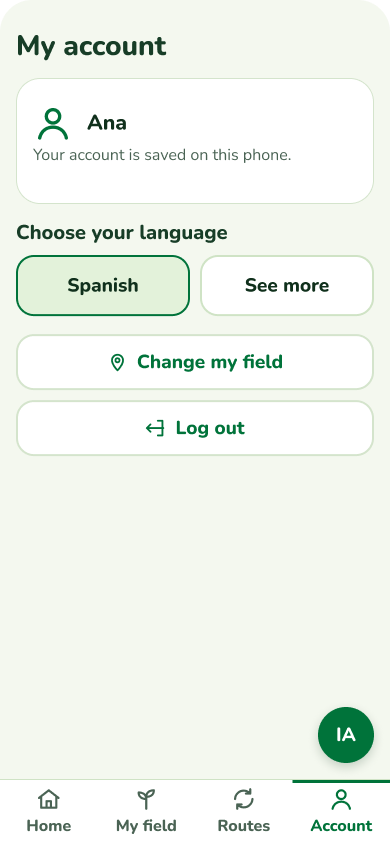 My account
Ana
Your account is saved on this phone.
Choose your language
Spanish
See more
Change my field
Log out
IA
Home
My field
Routes
Account